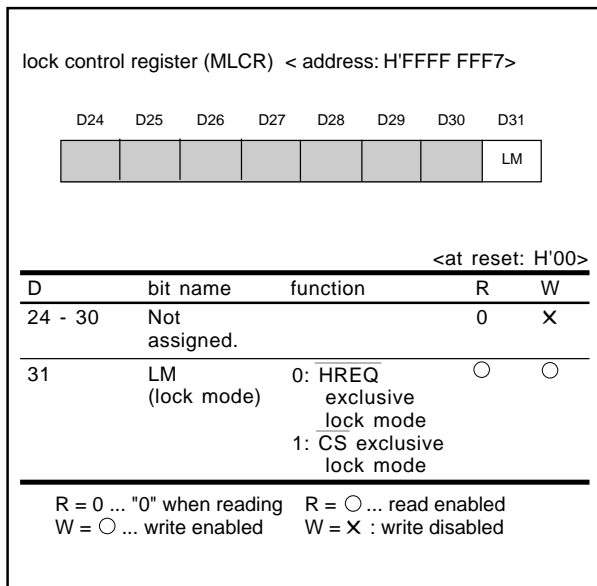 lock control register (MLCR) < address: H'FFFF FFF7>
D24 D25 D26 D27 D28 D29 D30 D31
LM
<at reset: H'00>
D bit name function R W
24 - 30 Not assigned. 0 ×
31 LM (lock mode) 0: H̅R̅E̅Q̅ exclusive lock mode ○ ○
1: C̅S̅ exclusive lock mode
R = 0 ... "0" when reading R = ○ ... read enabled
W = ○ ... write enabled W = × : write disabled